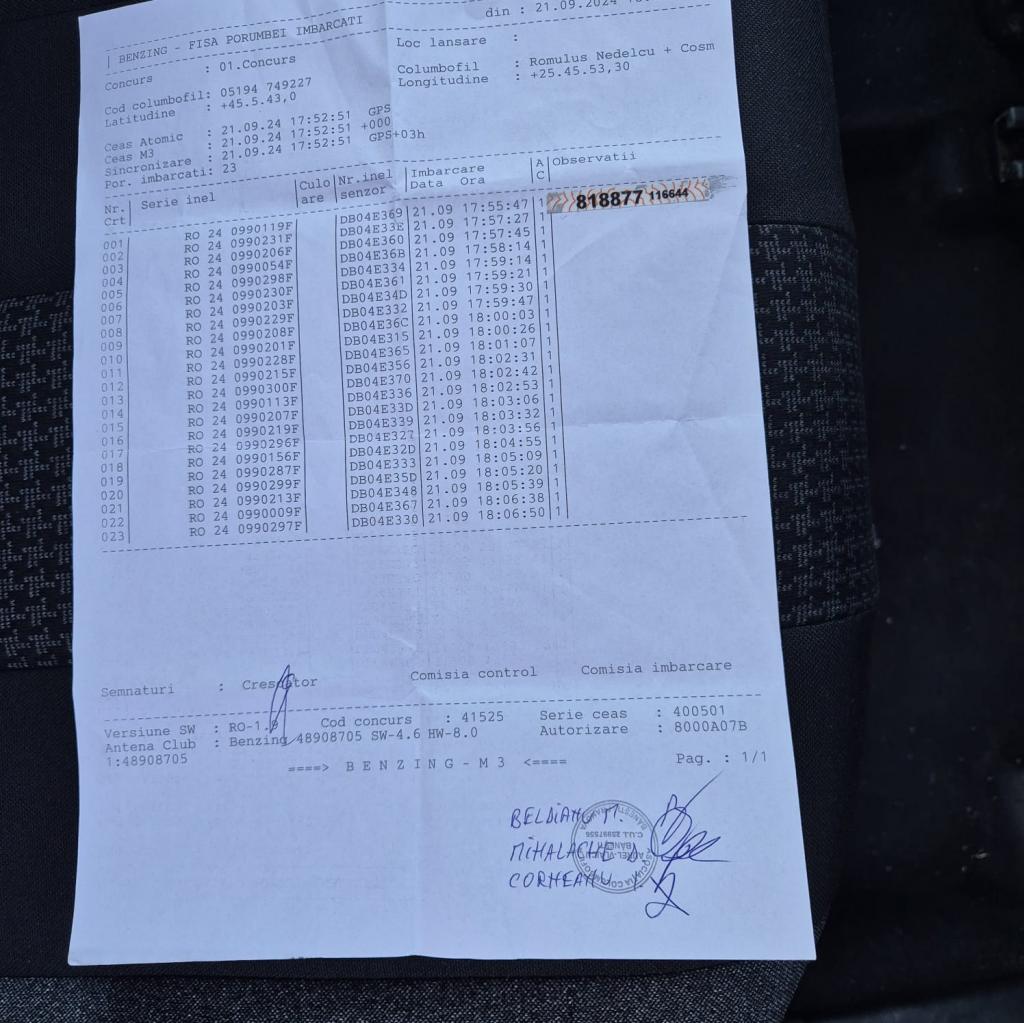 din : 21.09.2024
| BENZING - FISA PORUMBEI IMBARCATI
Concurs : 01.Concurs Loc lansare :
Cod columbofil: 05194 749227 Columbofil : Romulus Nedelcu + Cosm
Latitudine : +45.5.43,0 Longitudine : +25.45.53,30
Ceas Atomic : 21.09.24 17:52:51 GPS
Ceas M3 : 21.09.24 17:52:51 +000
Sincronizare : 21.09.24 17:52:51 GPS+03h
Por. imbarcati: 23
Nr. | Serie inel |Culo |Nr.inel |Imbarcare |A |Observatii
Crt | |are |senzor |Data Ora |C |
001 | RO 24 0990119F| |DB04E369|21.09 17:55:47|1| 818877 116644
002 | RO 24 0990231F| |DB04E33E|21.09 17:57:27|1
003 | RO 24 0990206F| |DB04E360|21.09 17:57:45|1
004 | RO 24 0990054F| |DB04E36B|21.09 17:58:14|1
005 | RO 24 0990298F| |DB04E334|21.09 17:59:14|1
006 | RO 24 0990230F| |DB04E361|21.09 17:59:21|1
007 | RO 24 0990203F| |DB04E34D|21.09 17:59:30|1
008 | RO 24 0990229F| |DB04E332|21.09 17:59:47|1
009 | RO 24 0990208F| |DB04E36C|21.09 18:00:03|1
010 | RO 24 0990201F| |DB04E315|21.09 18:00:26|1
011 | RO 24 0990228F| |DB04E365|21.09 18:01:07|1
012 | RO 24 0990215F| |DB04E356|21.09 18:02:31|1
013 | RO 24 0990300F| |DB04E370|21.09 18:02:42|1
014 | RO 24 0990113F| |DB04E336|21.09 18:02:53|1
015 | RO 24 0990207F| |DB04E33D|21.09 18:03:06|1
016 | RO 24 0990219F| |DB04E339|21.09 18:03:32|1
017 | RO 24 0990296F| |DB04E327|21.09 18:03:56|1
018 | RO 24 0990156F| |DB04E32D|21.09 18:04:55|1
019 | RO 24 0990287F| |DB04E333|21.09 18:05:09|1
020 | RO 24 0990299F| |DB04E35D|21.09 18:05:20|1
021 | RO 24 0990213F| |DB04E348|21.09 18:05:39|1
022 | RO 24 0990009F| |DB04E367|21.09 18:06:38|1
023 | RO 24 0990297F| |DB04E330|21.09 18:06:50|1
Semnaturi : Crescator Comisia control Comisia imbarcare
Versiune SW : RO-1.9 Cod concurs : 41525 Serie ceas : 400501
Antena Club : Benzing 48908705 SW-4.6 HW-8.0 Autorizare : 8000A07B
1:48908705
====> B E N Z I N G - M 3 <==== Pag. : 1/1
BELDIANU M.
MIHALACHE D
CORHEANU
C.U.I. 25997556